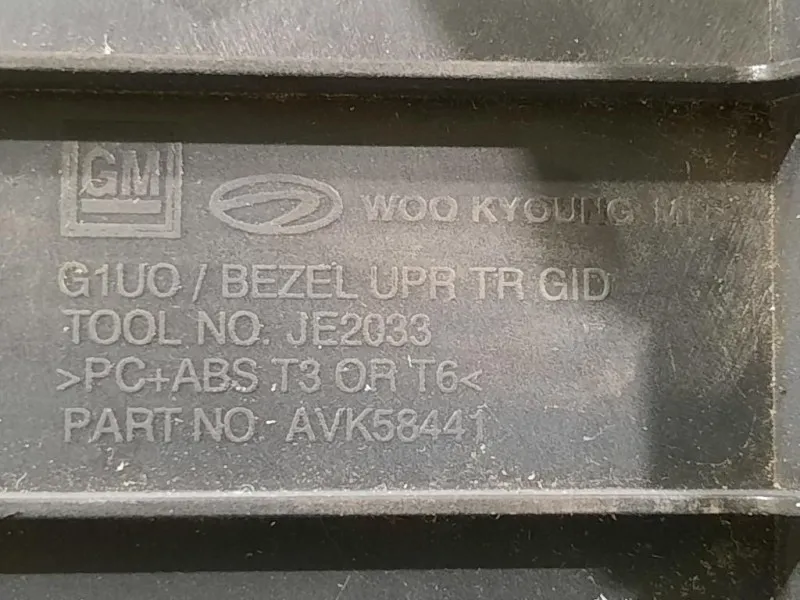 GM WOO KYOUNG MFG
G1UO / BEZEL UPR TR GID
TOOL NO. JE2033
>PC+ABS T3 OR T6<
PART NO. AVK58441